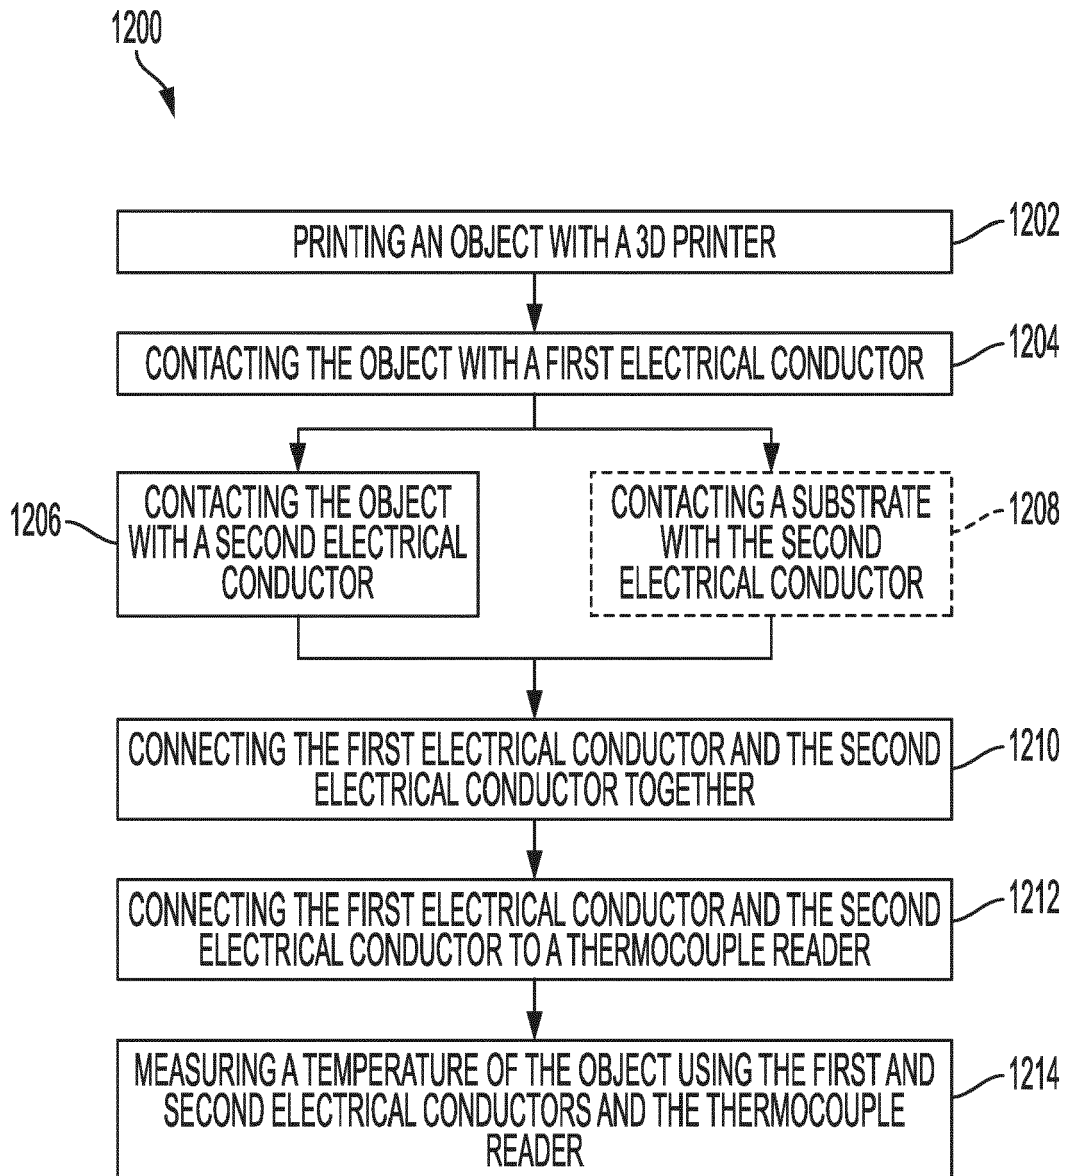 1200
PRINTING AN OBJECT WITH A 3D PRINTER
1202
CONTACTING THE OBJECT WITH A FIRST ELECTRICAL CONDUCTOR
1204
1206
CONTACTING THE OBJECT
WITH A SECOND ELECTRICAL
CONDUCTOR
CONTACTING A SUBSTRATE
WITH THE SECOND
ELECTRICAL CONDUCTOR
1208
CONNECTING THE FIRST ELECTRICAL CONDUCTOR AND THE SECOND
ELECTRICAL CONDUCTOR TOGETHER
1210
CONNECTING THE FIRST ELECTRICAL CONDUCTOR AND THE SECOND
ELECTRICAL CONDUCTOR TO A THERMOCOUPLE READER
1212
MEASURING A TEMPERATURE OF THE OBJECT USING THE FIRST AND
SECOND ELECTRICAL CONDUCTORS AND THE THERMOCOUPLE
READER
1214